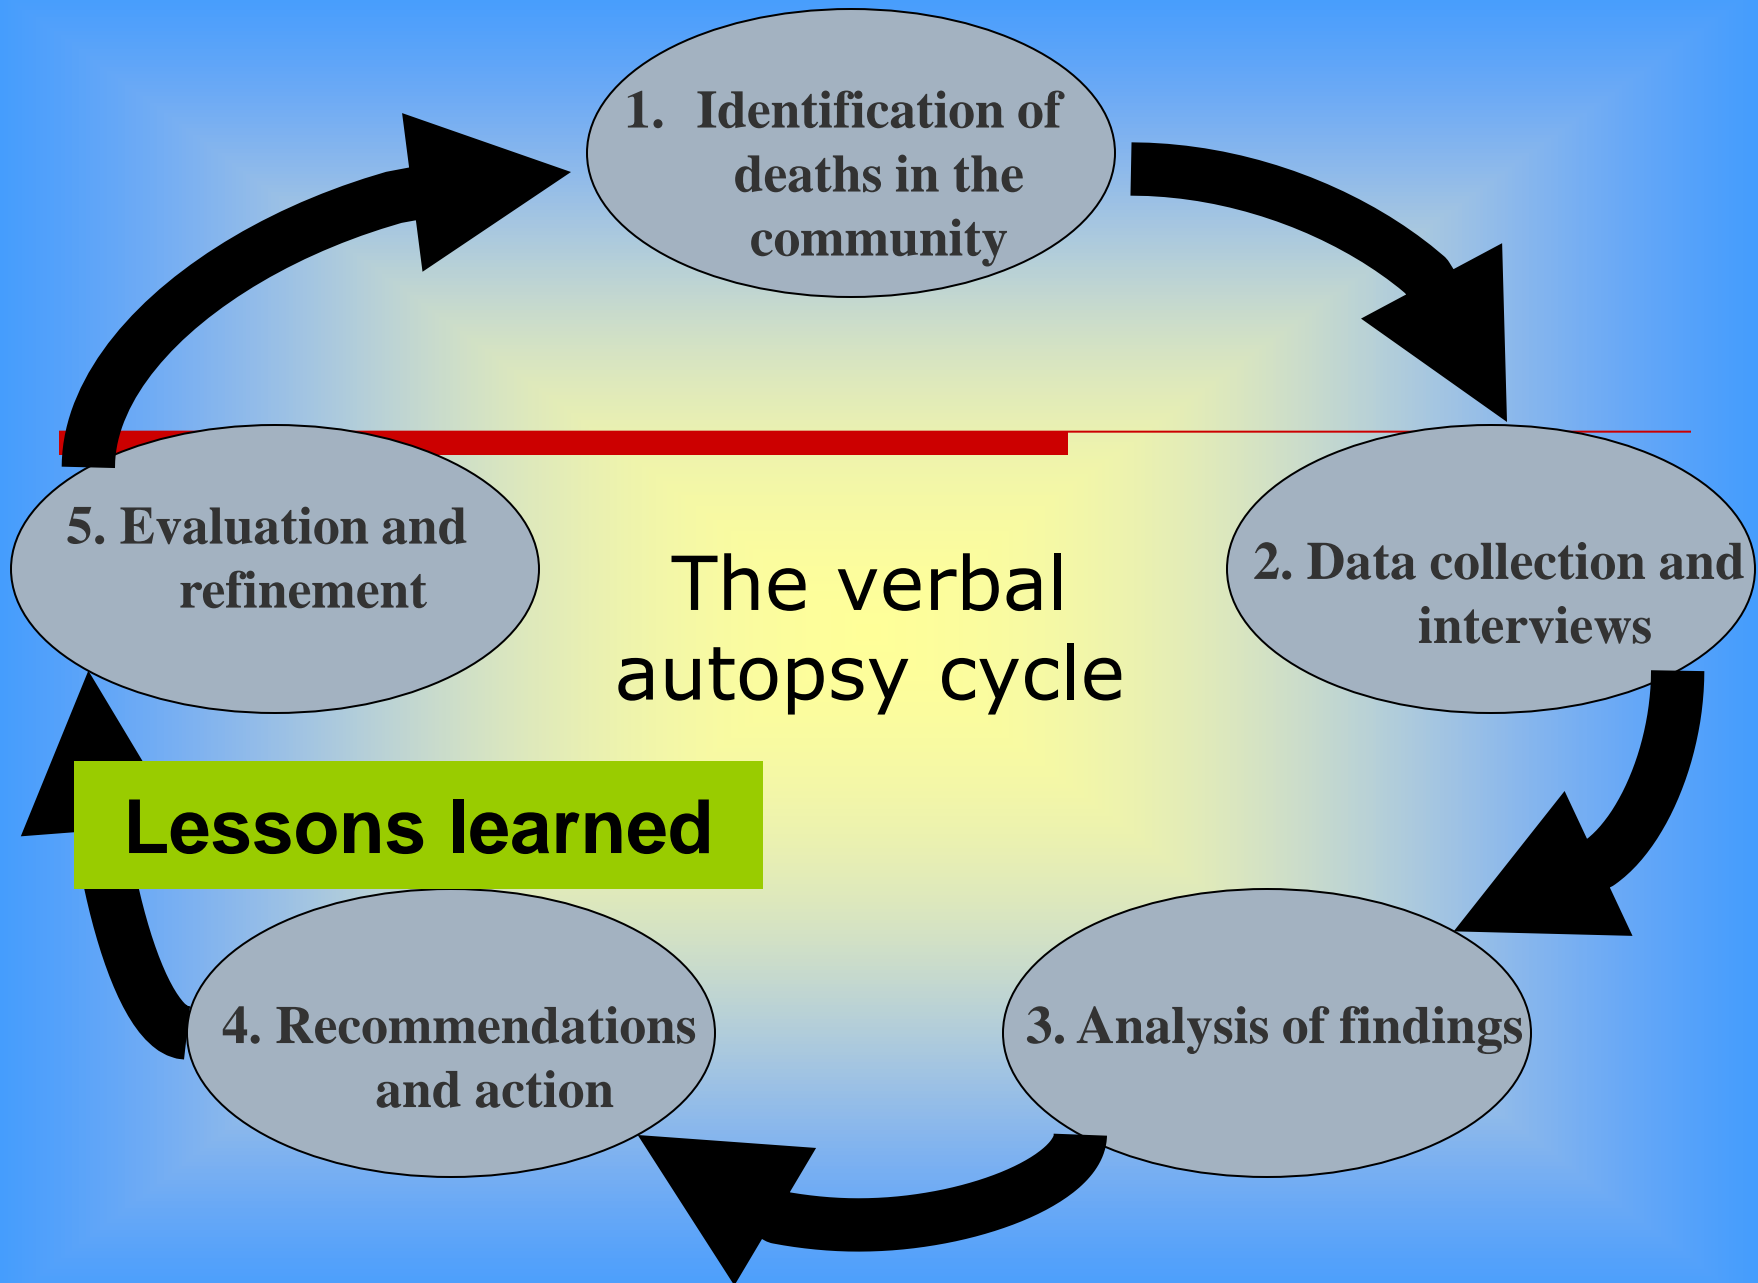 1. Identification of
deaths in the
community
2. Data collection and
interviews
3. Analysis of findings
4. Recommendations
and action
5. Evaluation and
refinement
The verbal
autopsy cycle
Lessons learned